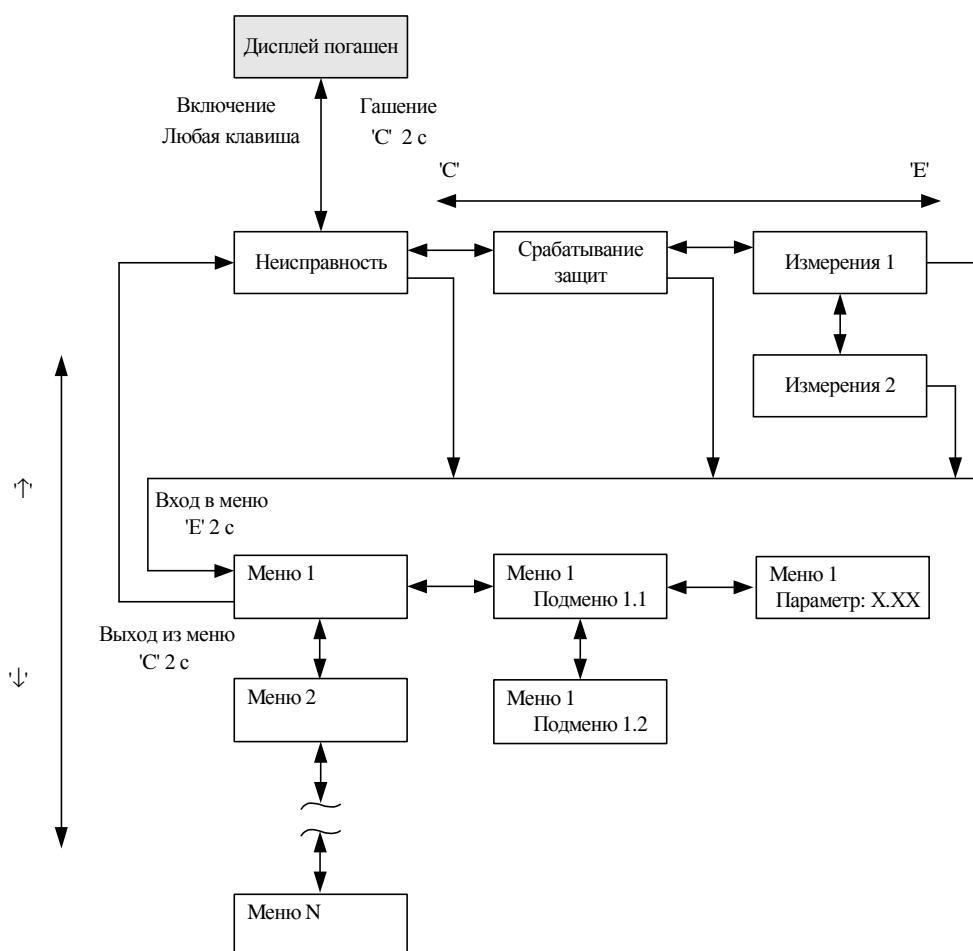 Дисплей погашен
Включение
Любая клавиша
Гашение
'C' 2 с
'C'
'E'
Неисправность
Срабатывание
защит
Измерения 1
Измерения 2
'↑'
Вход в меню
'E' 2 с
Меню 1
Меню 1
Подменю 1.1
Меню 1
Параметр: X.XX
Выход из меню
'C' 2 с
'↓'
Меню 2
Меню 1
Подменю 1.2
Меню N